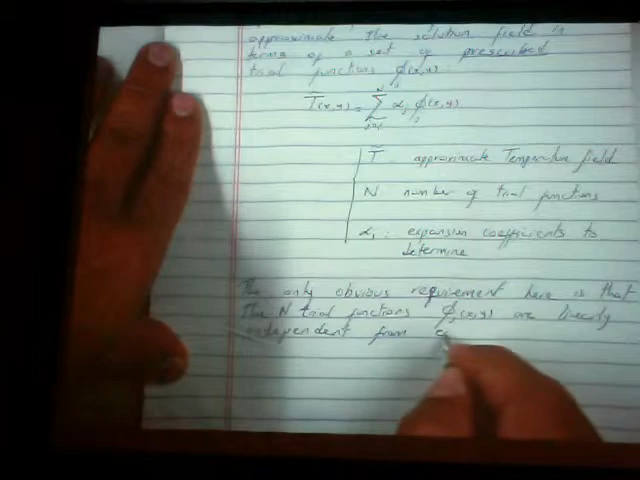 approximate the solution field in
terms of a set of prescribed
trial functions ϕⱼ(x,y)
T̃(x,y) = Σⱼ₌₁ᴺ αⱼ ϕⱼ(x,y)
T̃ approximate Temperature field
N number of trial functions
αⱼ : expansion coefficients to
determine
The only obvious requirement here is that
The N trial functions ϕⱼ(x,y) are linearly
independent from